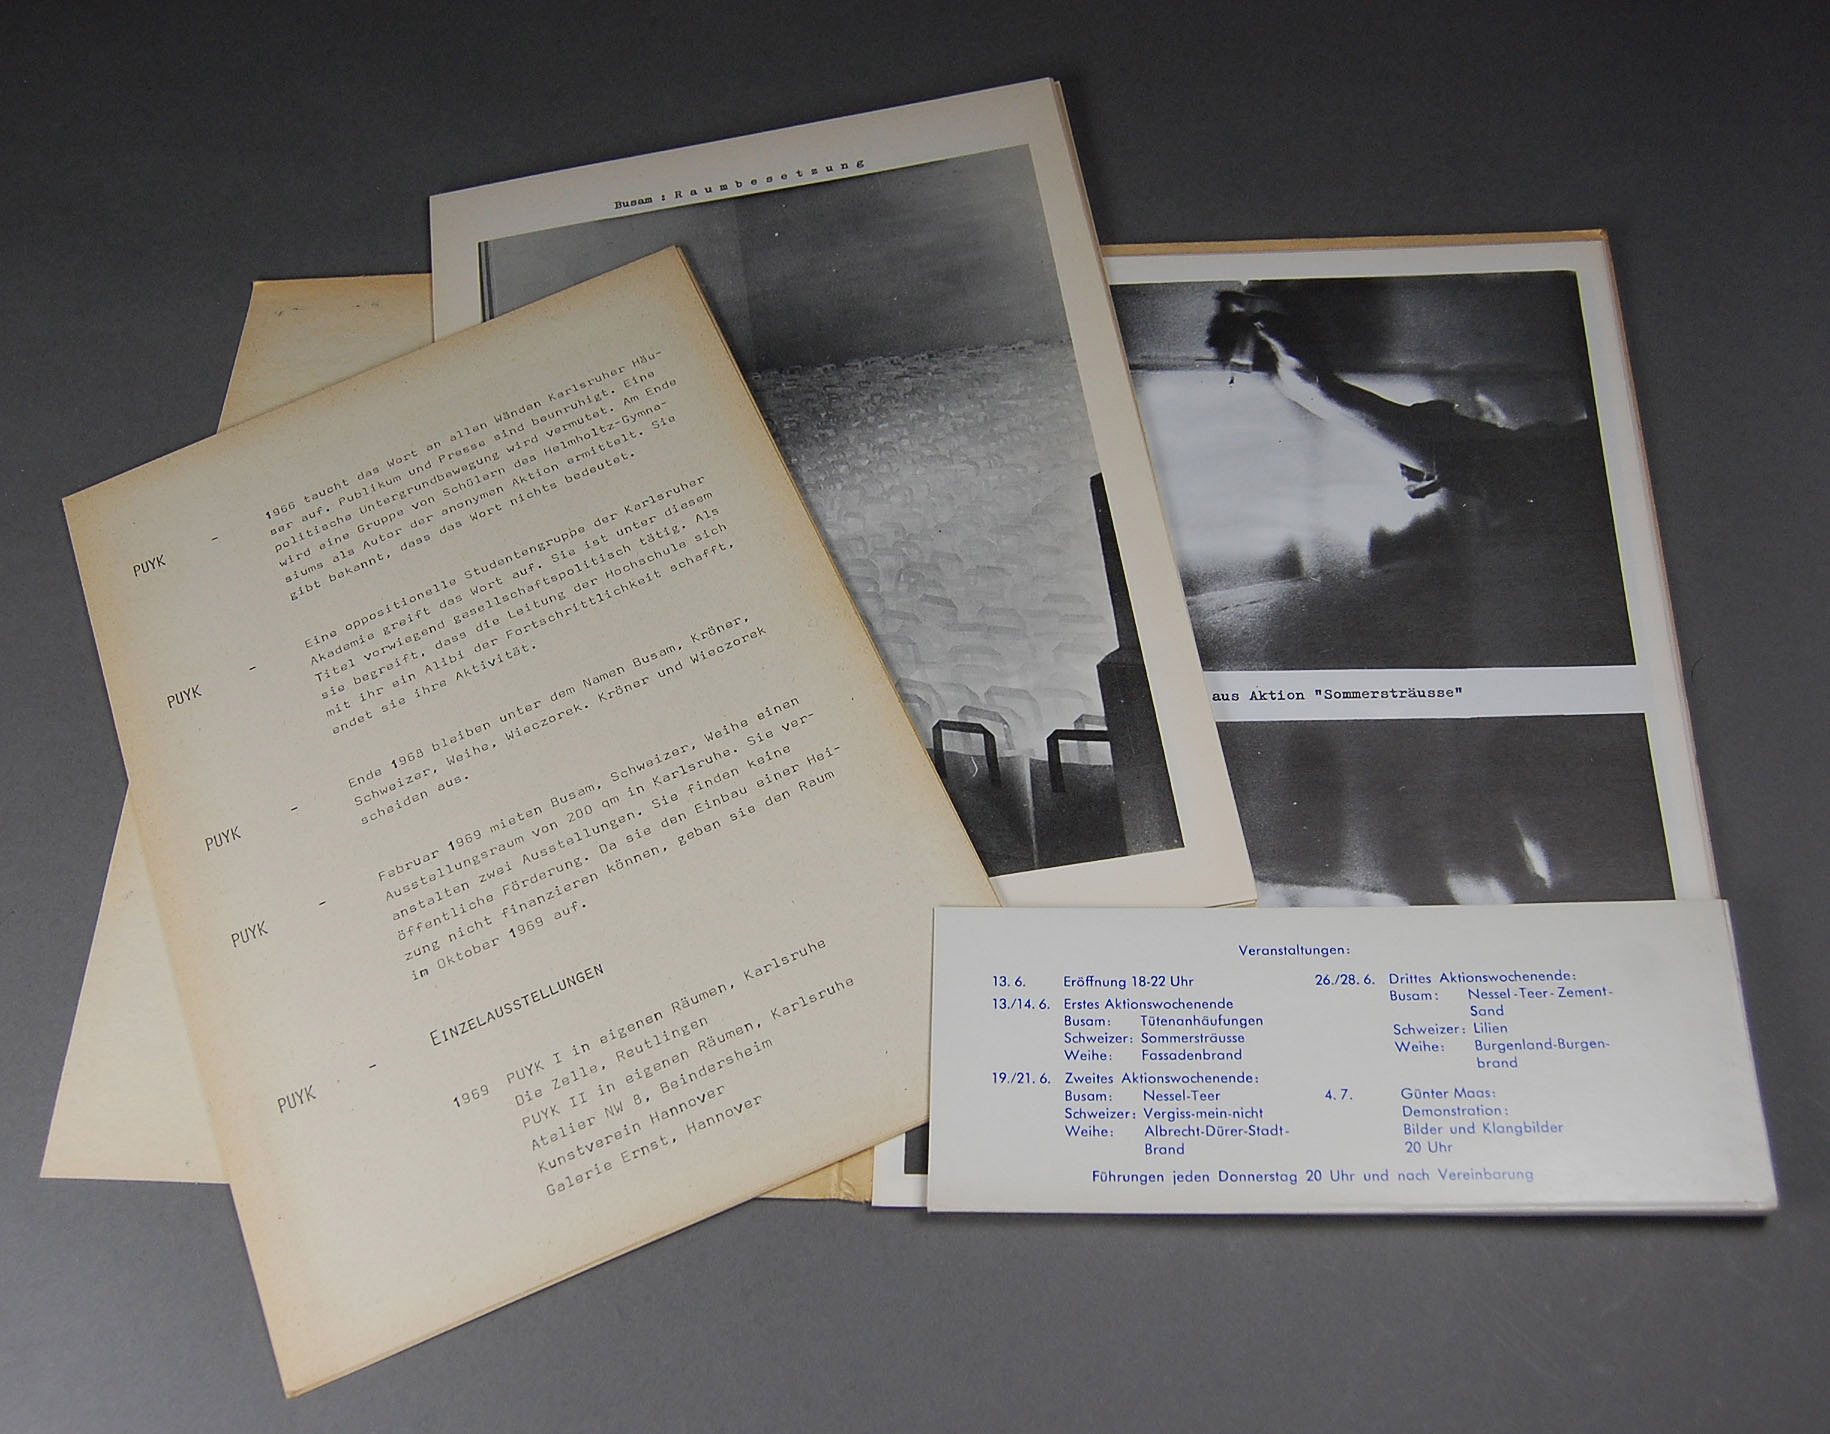 Busam : Raumbesetzung
PUYK - 1966 taucht das Wort an allen Wänden Karlsruher Häu-
ser auf. Publikum und Presse sind beunruhigt. Eine
politische Untergrundbewegung wird vermutet. Am Ende
wird eine Gruppe von Schülern des Helmholtz-Gymna-
siums als Autor der anonymen Aktion ermittelt. Sie
gibt bekannt, dass das Wort nichts bedeutet.
PUYK - Eine oppositionelle Studentengruppe der Karlsruher
Akademie greift das Wort auf. Sie ist unter diesem
Titel vorwiegend gesellschaftspolitisch tätig. Als
sie begreift, dass die Leitung der Hochschule sich
mit ihr ein Alibi der Fortschrittlichkeit schafft,
endet sie ihre Aktivität.
PUYK - Ende 1968 bleiben unter dem Namen Busam, Kröner,
Schweizer, Weihe, Wieczorek. Kröner und Wieczorek
scheiden aus.
PUYK - Februar 1969 mieten Busam, Schweizer, Weihe einen
Ausstellungsraum von 200 qm in Karlsruhe. Sie ver-
anstalten zwei Ausstellungen. Sie finden keine
öffentliche Förderung. Da sie den Einbau einer Hei-
zung nicht finanzieren können, geben sie den Raum
im Oktober 1969 auf.
EINZELAUSSTELLUNGEN
PUYK - 1969 PUYK I in eigenen Räumen, Karlsruhe
Die Zelle, Reutlingen
PUYK II in eigenen Räumen, Karlsruhe
Atelier NW 8, Beindersheim
Kunstverein Hannover
Galerie Ernst, Hannover
aus Aktion "Sommersträusse"
Veranstaltungen:
13. 6. Eröffnung 18-22 Uhr
13./14. 6. Erstes Aktionswochenende
Busam: Tütenanhäufungen
Schweizer: Sommersträusse
Weihe: Fassadenbrand
19./21. 6. Zweites Aktionswochenende:
Busam: Nessel-Teer
Schweizer: Vergiss-mein-nicht
Weihe: Albrecht-Dürer-Stadt-
Brand
26./28. 6. Drittes Aktionswochenende:
Busam: Nessel-Teer-Zement-
Sand
Schweizer: Lilien
Weihe: Burgenland-Burgen-
brand
4. 7. Günter Maas:
Demonstration:
Bilder und Klangbilder
20 Uhr
Führungen jeden Donnerstag 20 Uhr und nach Vereinbarung